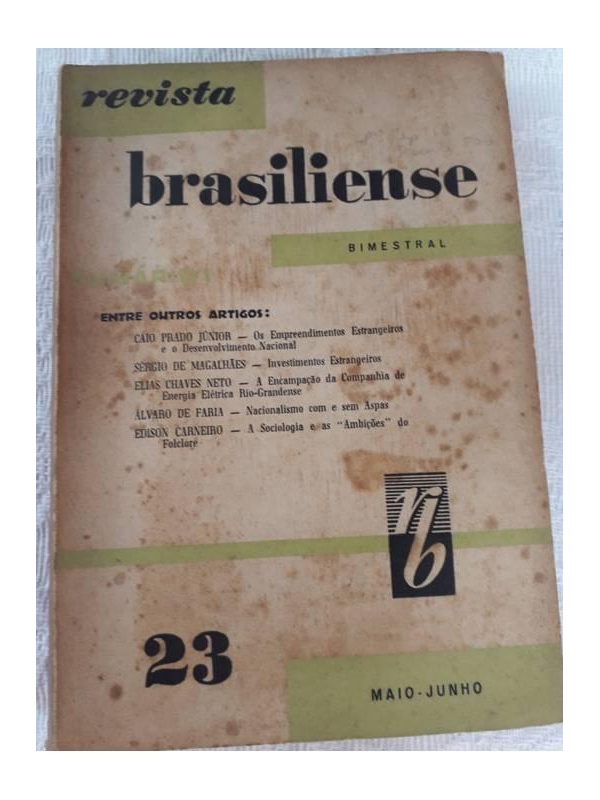 revista
brasiliense
BIMESTRAL
ENTRE OUTROS ARTIGOS:
CAIO PRADO JÚNIOR — Os Empreendimentos Estrangeiros
e o Desenvolvimento Nacional
SÉRGIO DE MAGALHÃES — Investimentos Estrangeiros
ELIAS CHAVES NETO — A Encampação da Companhia de
Energia Elétrica Rio-Grandense
ÁLVARO DE FARIA — Nacionalismo com e sem Aspas
EDISON CARNEIRO — A Sociologia e as "Ambições" do
Folclore
rb
23
MAIO-JUNHO